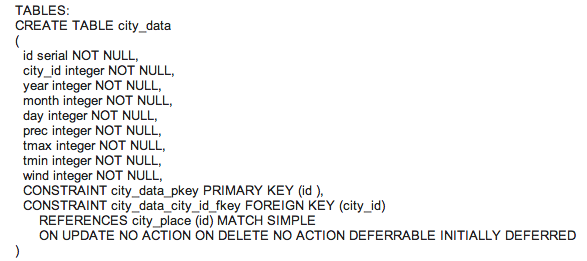 TABLES:
CREATE TABLE city_data
(
id serial NOT NULL,
city_id integer NOT NULL,
year integer NOT NULL,
month integer NOT NULL,
day integer NOT NULL,
prec integer NOT NULL,
tmax integer NOT NULL,
tmin integer NOT NULL,
wind integer NOT NULL,
CONSTRAINT city_data_pkey PRIMARY KEY (id ),
CONSTRAINT city_data_city_id_fkey FOREIGN KEY (city_id)
REFERENCES city_place (id) MATCH SIMPLE
ON UPDATE NO ACTION ON DELETE NO ACTION DEFERRABLE INITIALLY DEFERRED
)